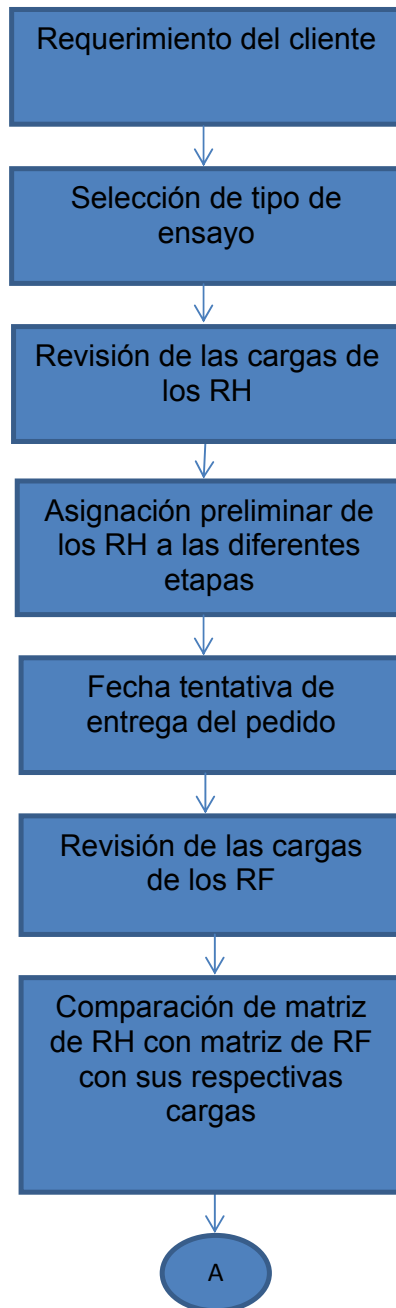 Requerimiento del cliente
Selección de tipo de
ensayo
Revisión de las cargas de
los RH
Asignación preliminar de
los RH a las diferentes
etapas
Fecha tentativa de
entrega del pedido
Revisión de las cargas
de los RF
Comparación de matriz
de RH con matriz de RF
con sus respectivas
cargas
A